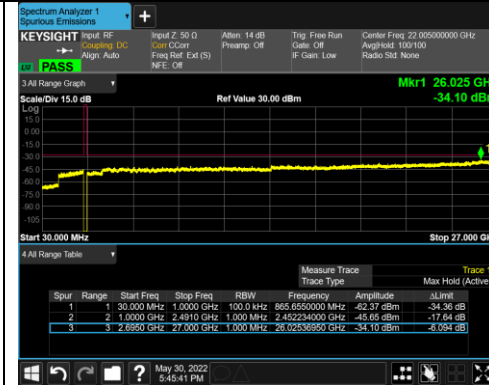 Spectrum Analyzer 1
Spurious Emissions
+
KEYSIGHT Input: RF Input Z: 50 Ω Atten: 14 dB Trig: Free Run Center Freq: 22.005000000 GHz
Coupling: DC Corr CCorr Preamp: Off Gate: Off Avg|Hold: 100/100
Align: Auto Freq Ref: Ext (S) IF Gain: Low Radio Std: None
NFE: Off
PASS
3 All Range Graph
Mkr1 26.025 GH
Scale/Div 15.0 dB Ref Value 30.00 dBm -34.10 dBr
Log
15.0
0.00
-15.0
-30.0
-45.0
-60.0
-75.0
-90.0
-105
Start 30.000 MHz Stop 27.000 GH
4 All Range Table
Measure Trace Trace 1
Trace Type Max Hold (Active
Spur Range Start Freq Stop Freq RBW Frequency Amplitude ΔLimit
1 1 30.000 MHz 1.0000 GHz 100.0 kHz 865.6550000 MHz -62.37 dBm -34.36 dB
2 2 1.0000 GHz 2.4910 GHz 1.000 MHz 2.452234000 GHz -45.65 dBm -17.64 dB
3 3 2.6950 GHz 27.000 GHz 1.000 MHz 26.02536950 GHz -34.10 dBm -6.094 dB
? May 30, 2022
5:45:41 PM